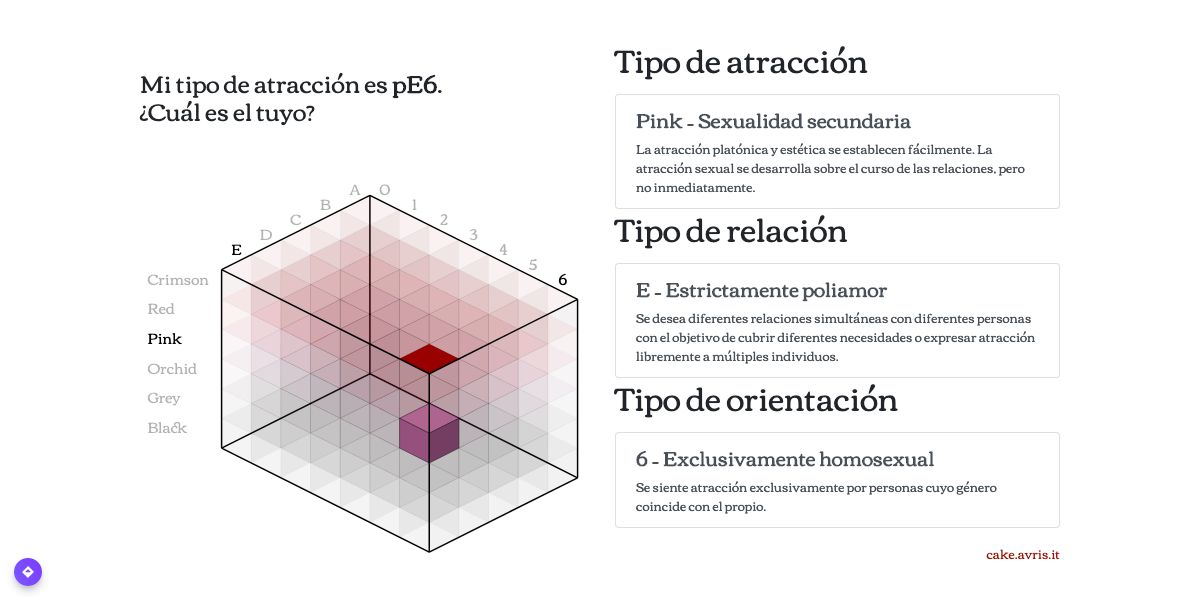 Mi tipo de atracción es pE6.
¿Cuál es el tuyo?
A
B
C
D
E
0
1
2
3
4
5
6
Crimson
Red
Pink
Orchid
Grey
Black
Tipo de atracción
Pink - Sexualidad secundaria
La atracción platónica y estética se establecen fácilmente. La
atracción sexual se desarrolla sobre el curso de las relaciones, pero
no inmediatamente.
Tipo de relación
E - Estrictamente poliamor
Se desea diferentes relaciones simultáneas con diferentes personas
con el objetivo de cubrir diferentes necesidades o expresar atracción
libremente a múltiples individuos.
Tipo de orientación
6 - Exclusivamente homosexual
Se siente atracción exclusivamente por personas cuyo género
coincide con el propio.
cake.avris.it